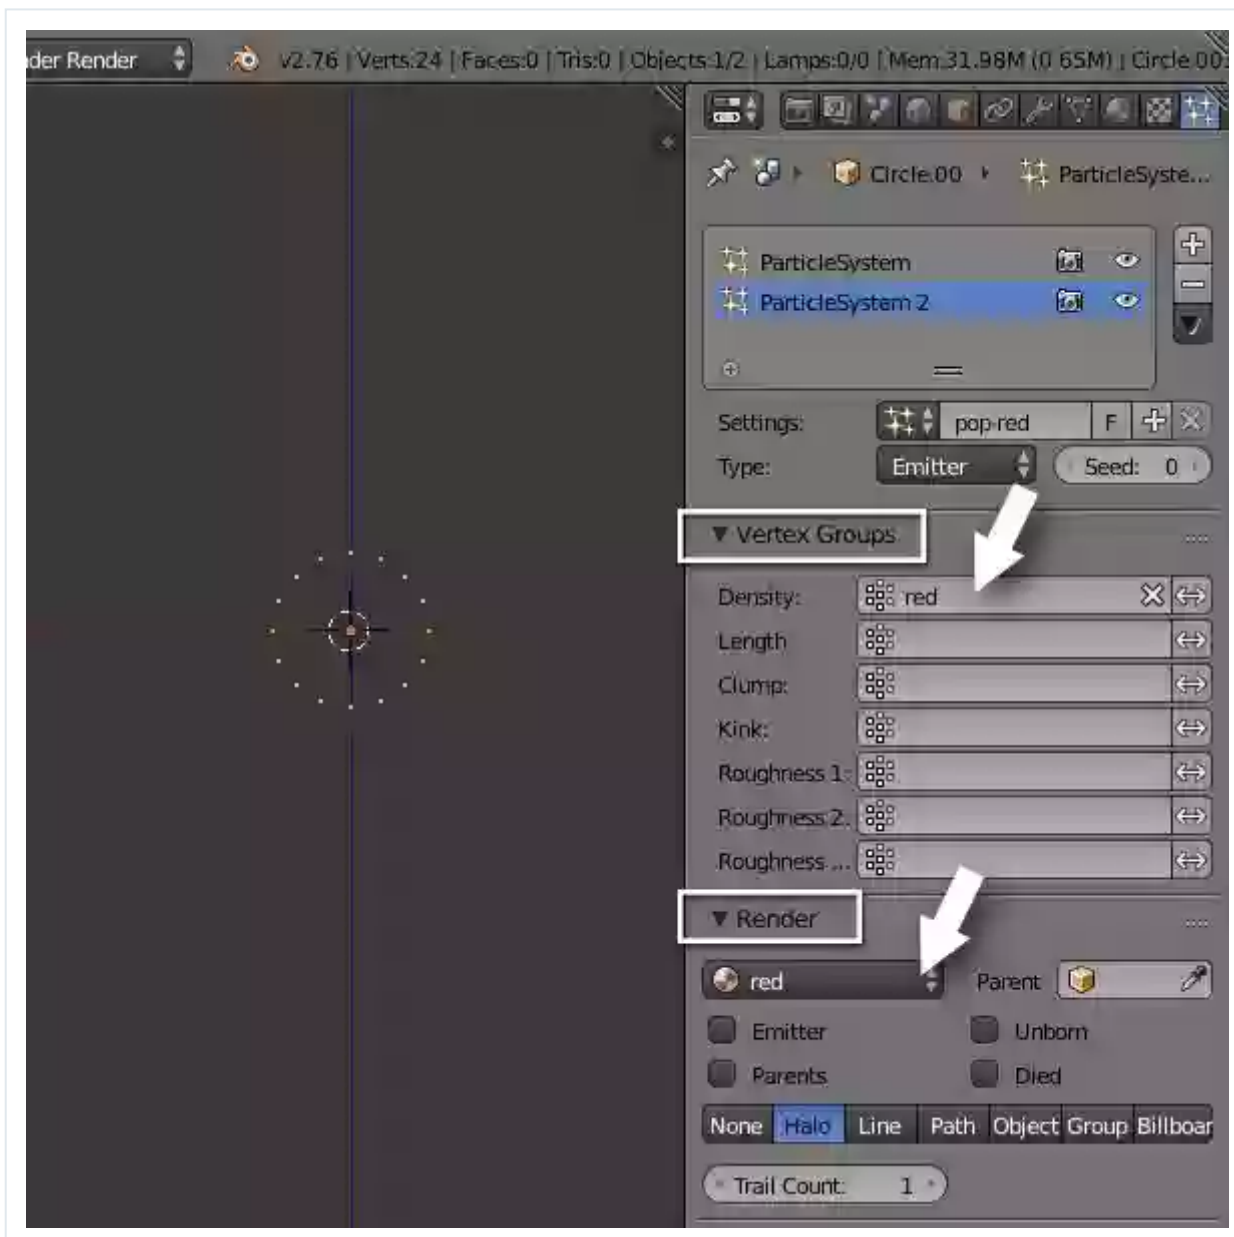 der Render v2.76 | Verts:24 | Faces:0 | Tris:0 | Objects:1/2 | Lamps:0/0 | Mem:31.98M (0.65M) | Circle.00
Circle.00 ParticleSyste...
ParticleSystem
ParticleSystem 2
Settings: pop-red F
Type: Emitter Seed: 0
Vertex Groups
Density: red
Length
Clump:
Kink:
Roughness 1:
Roughness 2.
Roughness ...
Render
red Parent
Emitter Unborn
Parents Died
None Halo Line Path Object Group Billboar
Trail Count: 1